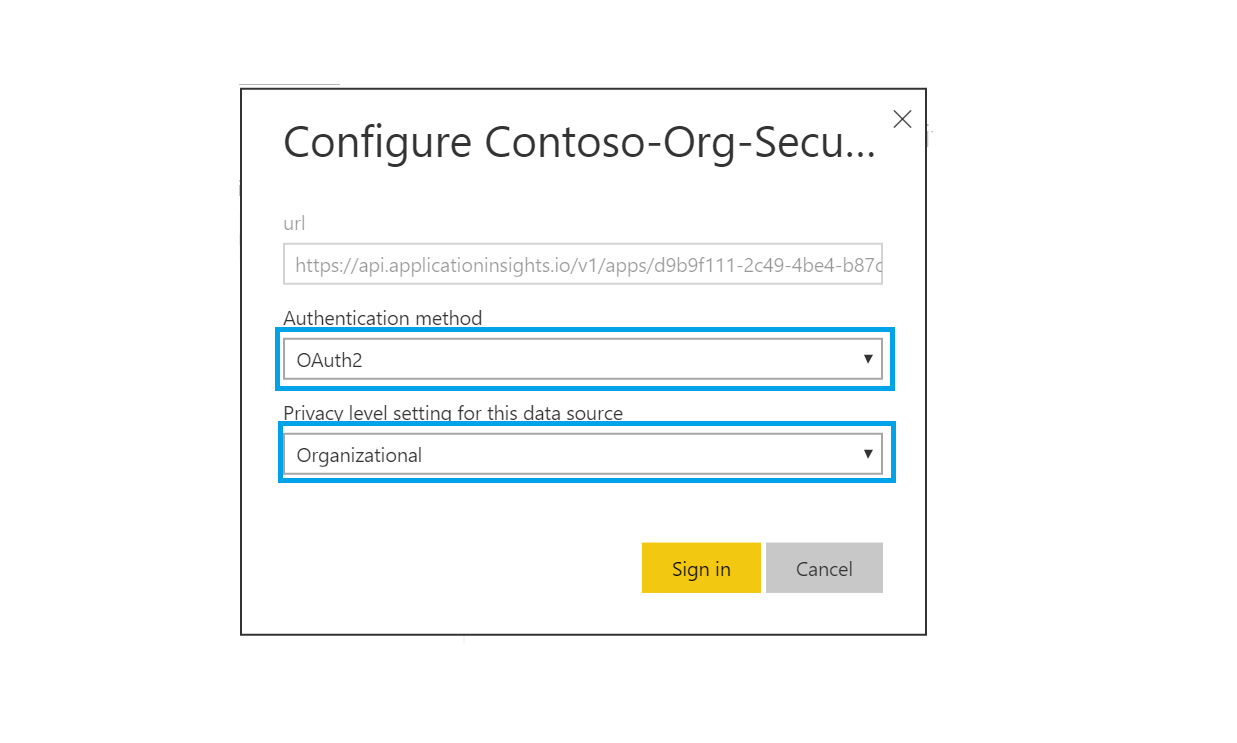 Configure Contoso-Org-Secu...
url
https://api.applicationinsights.io/v1/apps/d9b9f111-2c49-4be4-b87c
Authentication method
OAuth2
Privacy level setting for this data source
Organizational
Sign in
Cancel